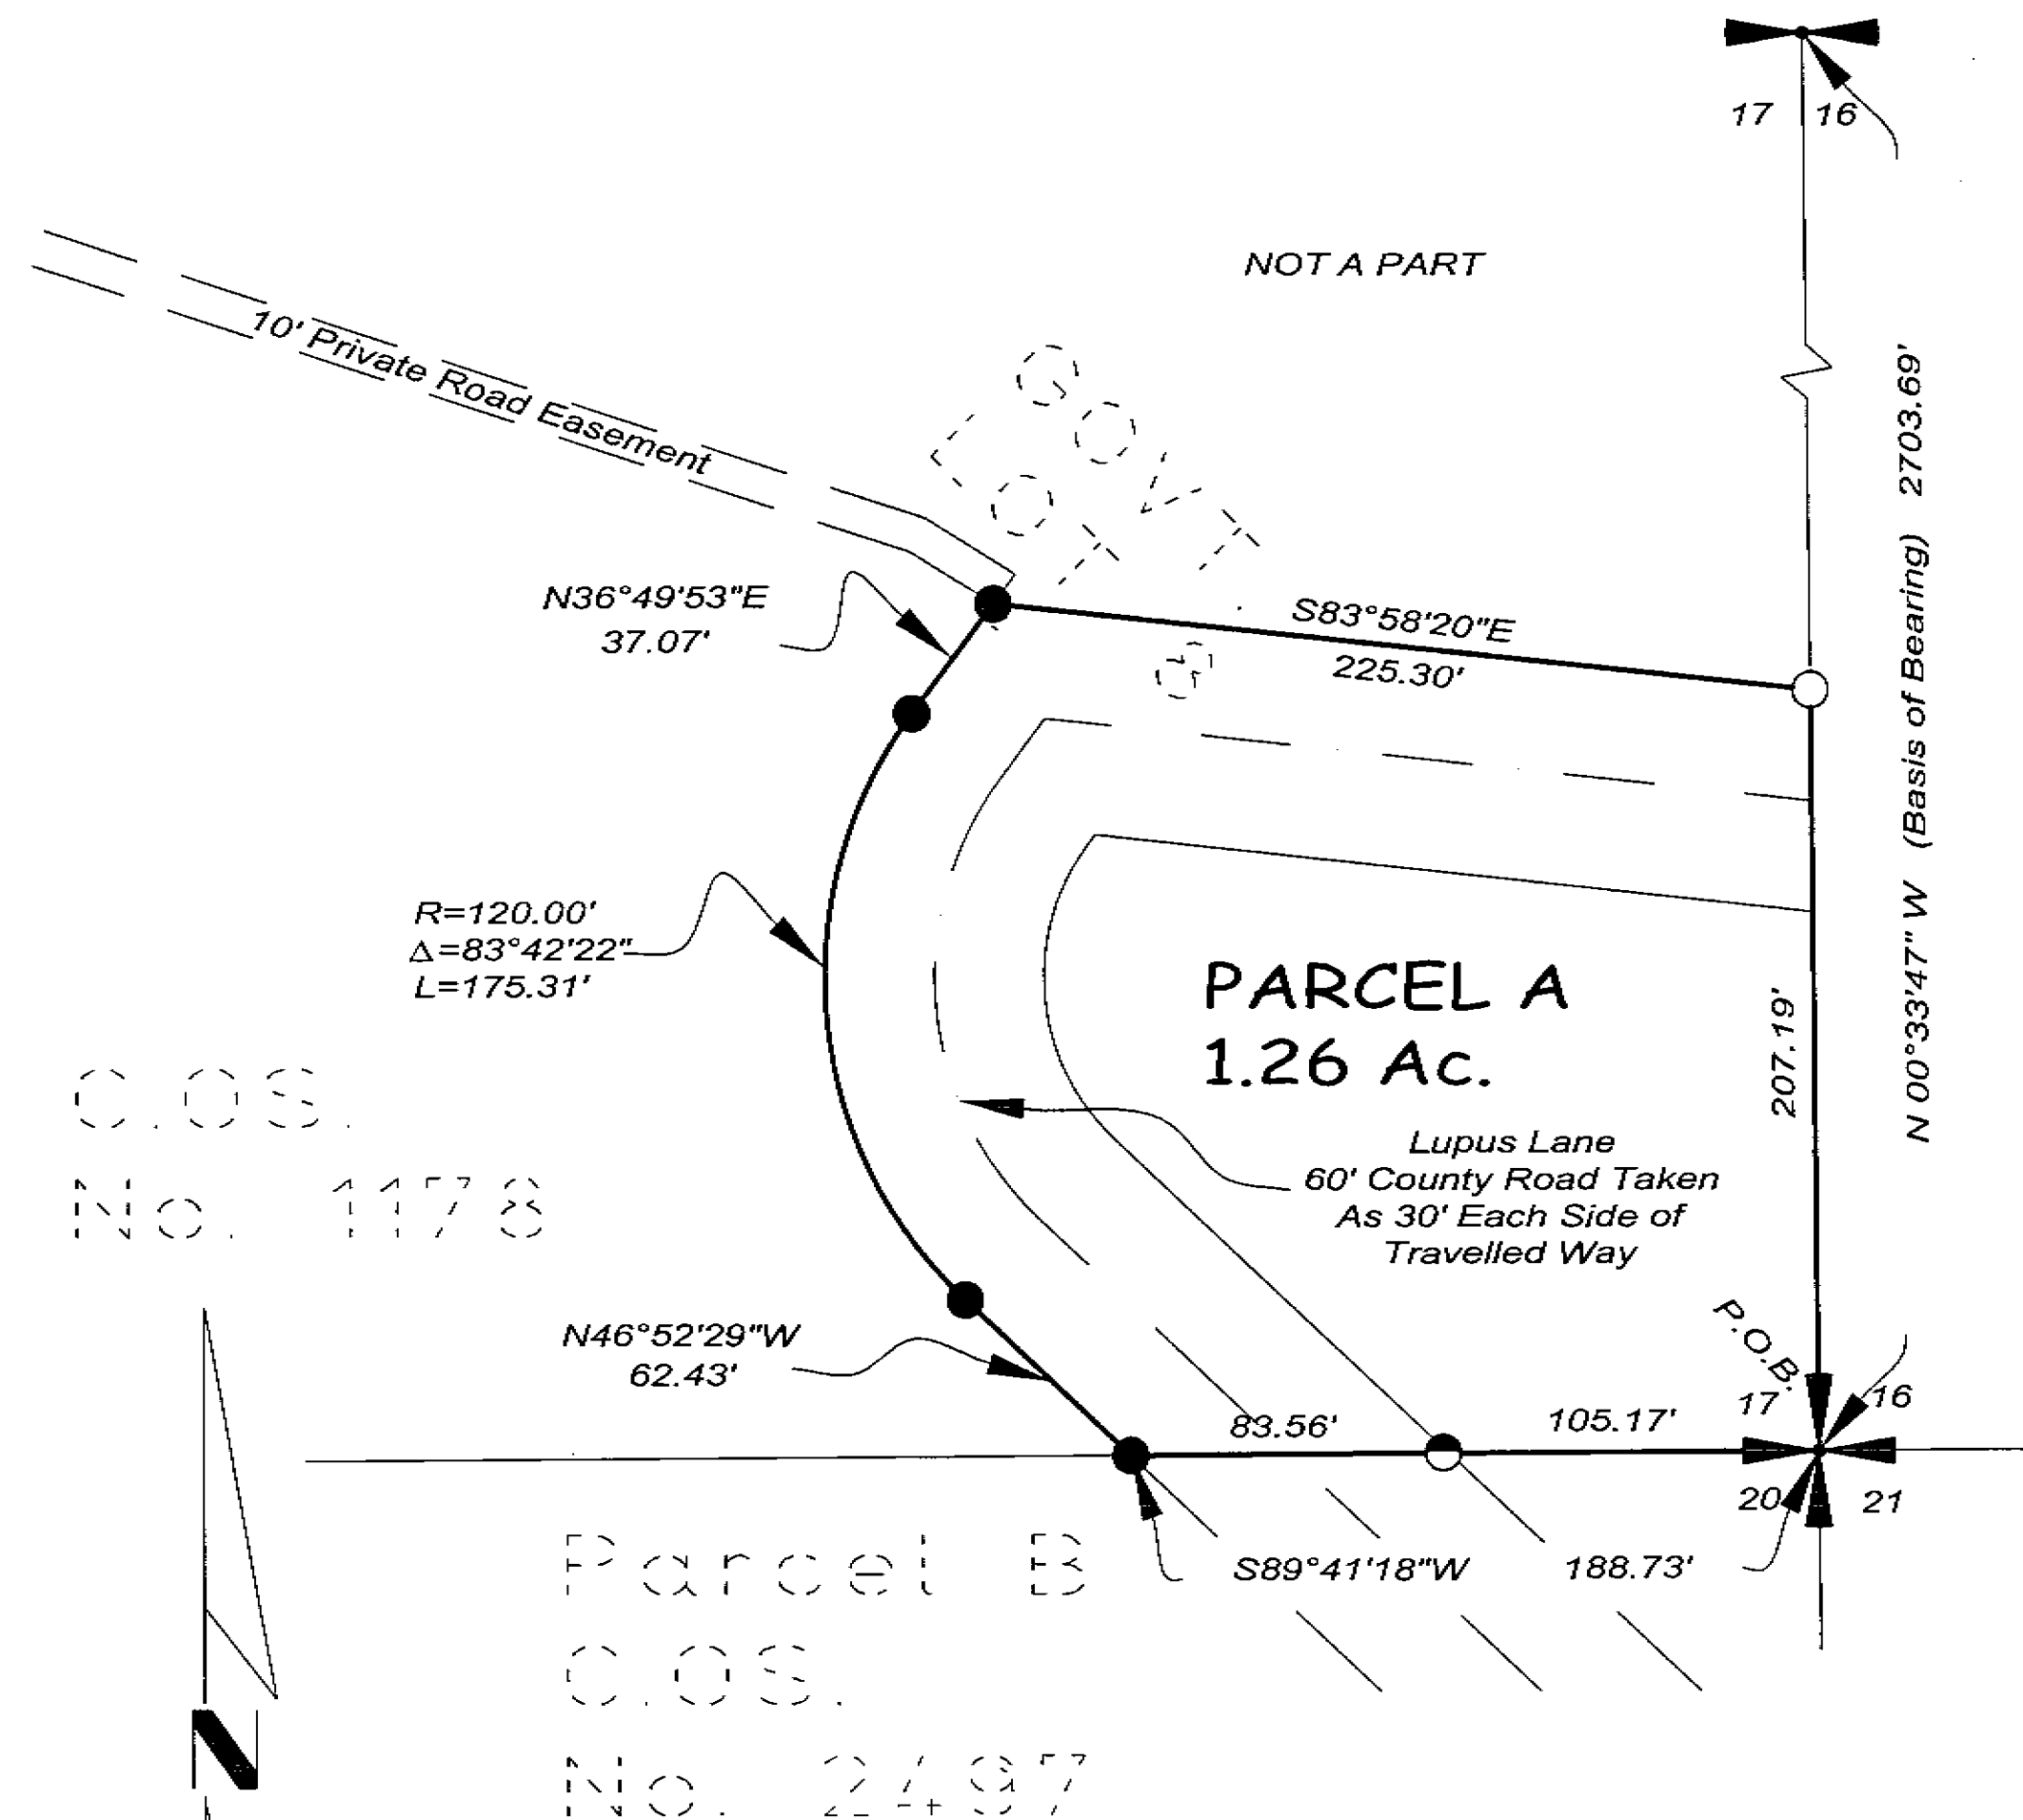 17 16
NOT A PART
10' Private Road Easement
GOVT.
LOT
N 00°33'47" W (Basis of Bearing) 2703.69'
N36°49'53"E
37.07'
S83°58'20"E
225.30'
R=120.00'
Δ=83°42'22"
L=175.31'
PARCEL A
1.26 Ac.
207.19'
C.OS.
No. 1178
Lupus Lane
60' County Road Taken
As 30' Each Side of
Travelled Way
N46°52'29"W
62.43'
P.O.B.
17 16
83.56'
105.17'
20 21
S89°41'18"W 188.73'
Parcel B
C.OS.
No. 2497
N